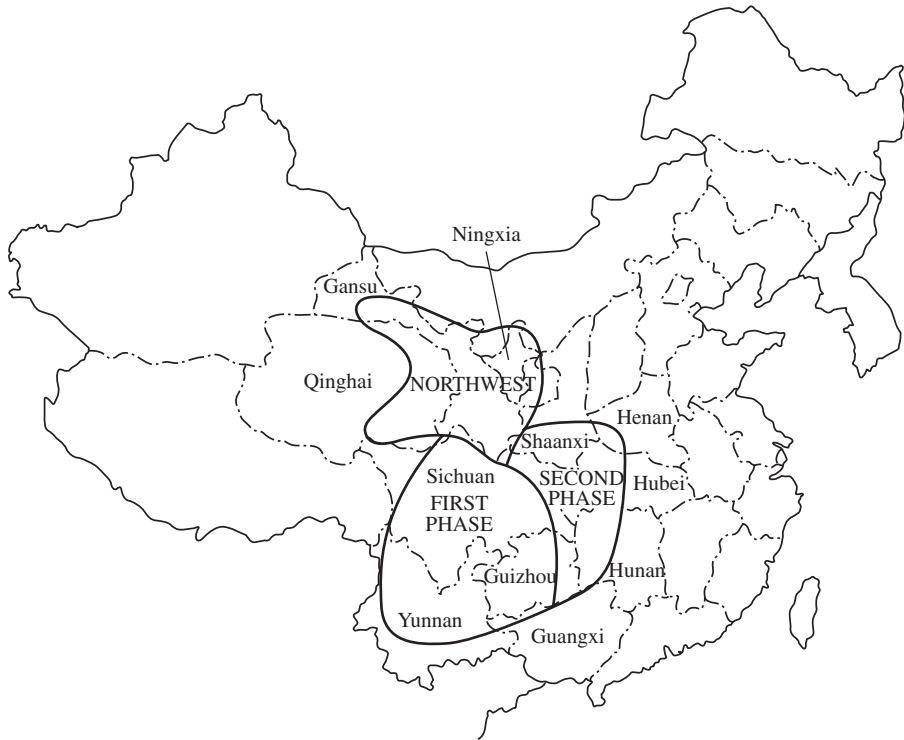 Ningxia
Gansu
Qinghai
NORTHWEST
Henan
Shaanxi
Sichuan
SECOND
PHASE
Hubei
FIRST
PHASE
Guizhou
Hunan
Yunnan
Guangxi